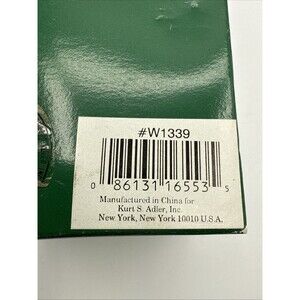 #W1339
0 86131 16553 5
Manufactured in China for
Kurt S. Adler, Inc.
New York, New York 10010 U.S.A.